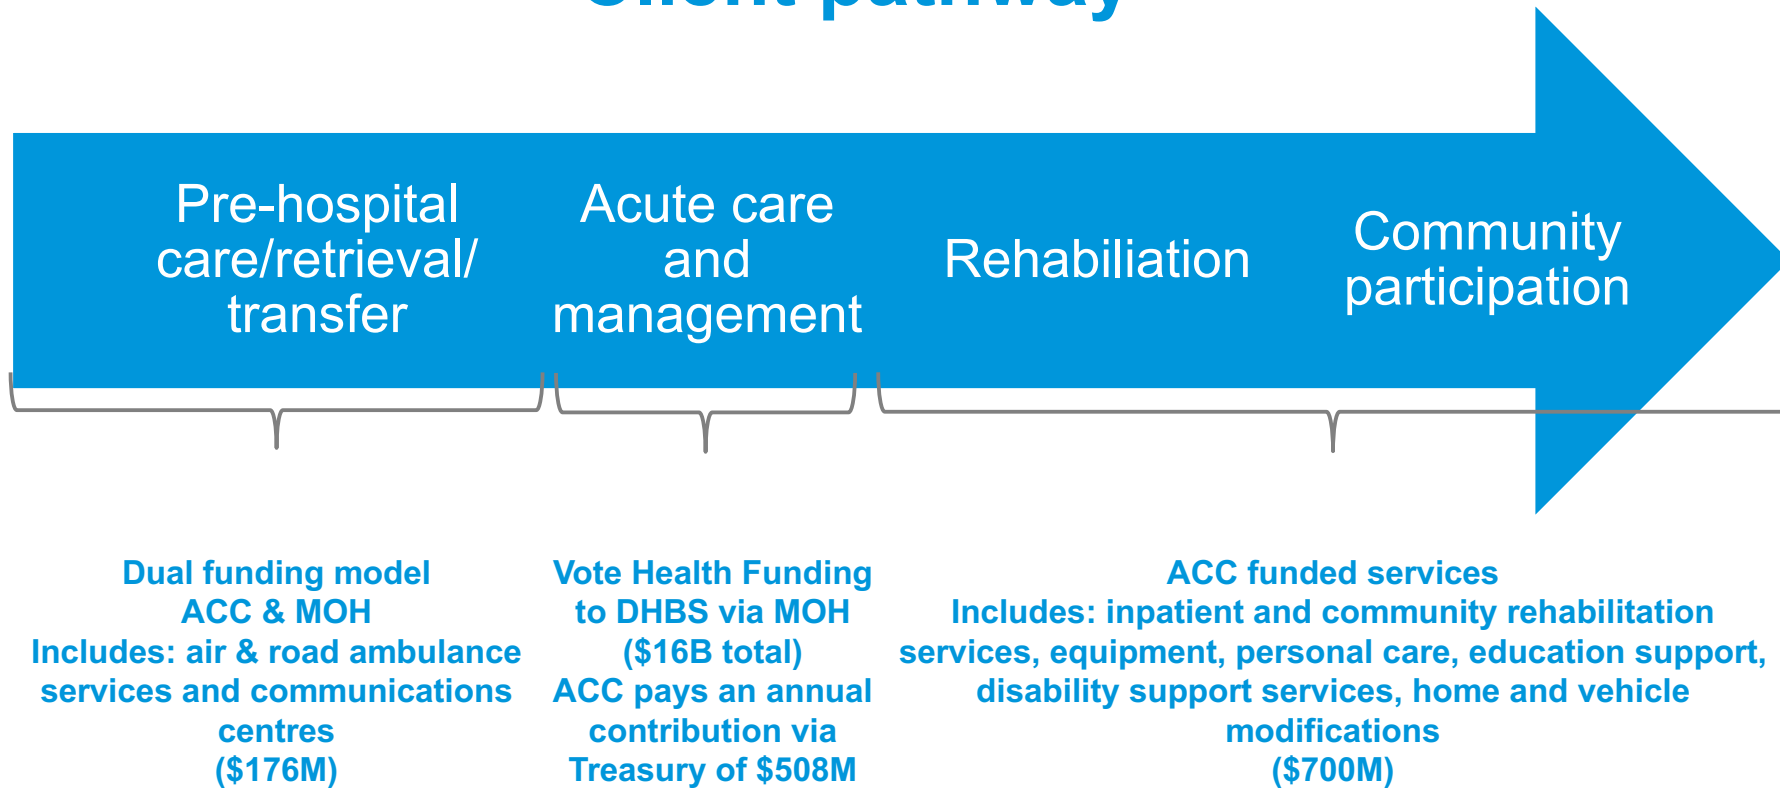 Client pathway
Pre-hospital
care/retrieval/
transfer
Acute care
and
management
Rehabiliation
Community
participation
Dual funding model
ACC & MOH
Includes: air & road ambulance
services and communications
centres
($176M)
Vote Health Funding
to DHBS via MOH
($16B total)
ACC pays an annual
contribution via
Treasury of $508M
ACC funded services
Includes: inpatient and community rehabilitation
services, equipment, personal care, education support,
disability support services, home and vehicle
modifications
($700M)